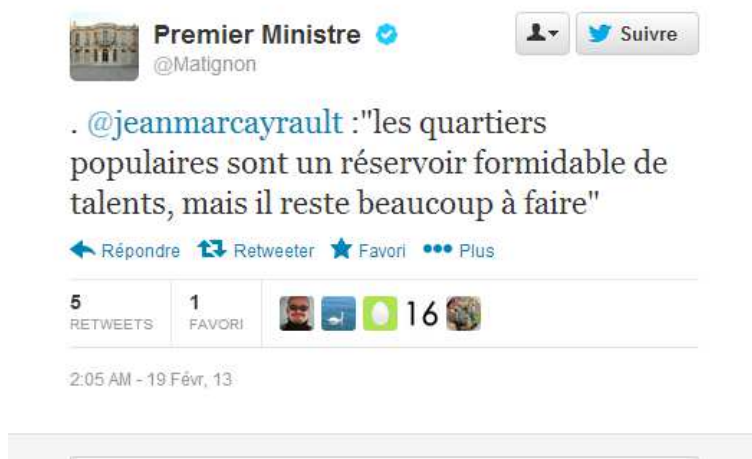 Premier Ministre
Suivre
@Matignon
. @jeanmarcayrault :"les quartiers
populaires sont un réservoir formidable de
talents, mais il reste beaucoup à faire"
Répondre Retweeter Favori Plus
5 1
RETWEETS FAVORI
16
2:05 AM - 19 Févr, 13